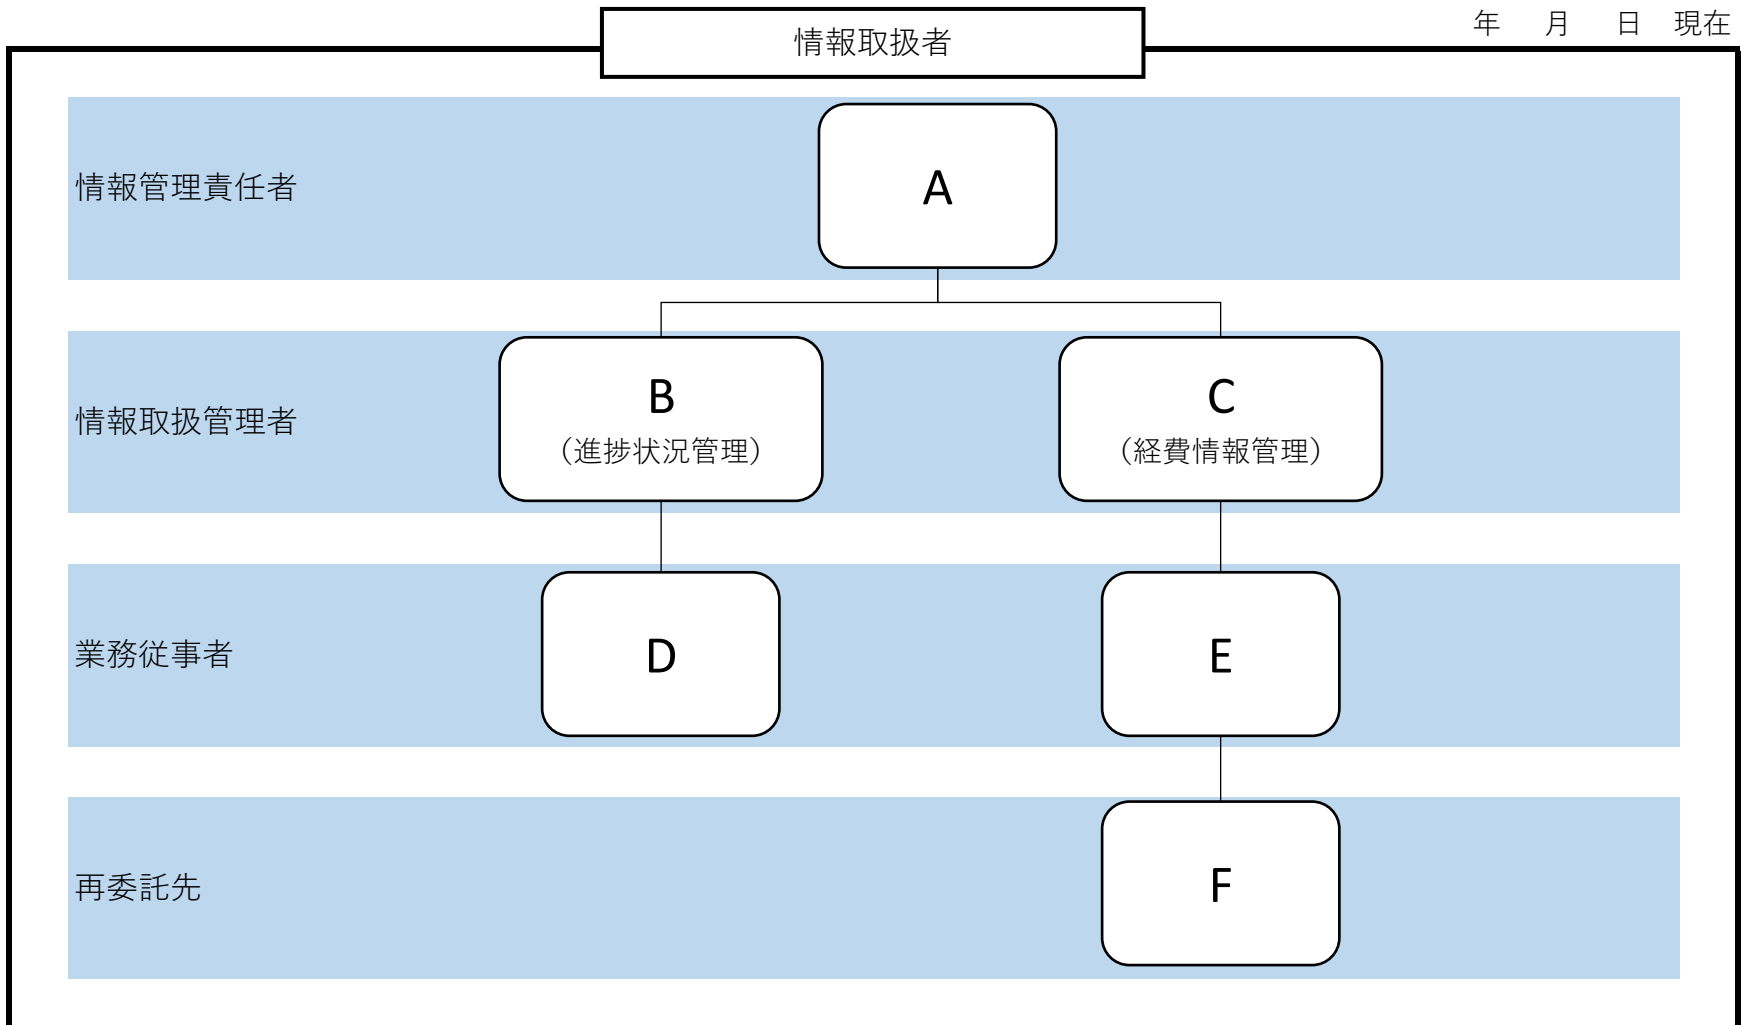 年　月　日　現在
情報取扱者
情報管理責任者
A
情報取扱管理者
B
（進捗状況管理）
C
（経費情報管理）
業務従事者
D
E
再委託先
F